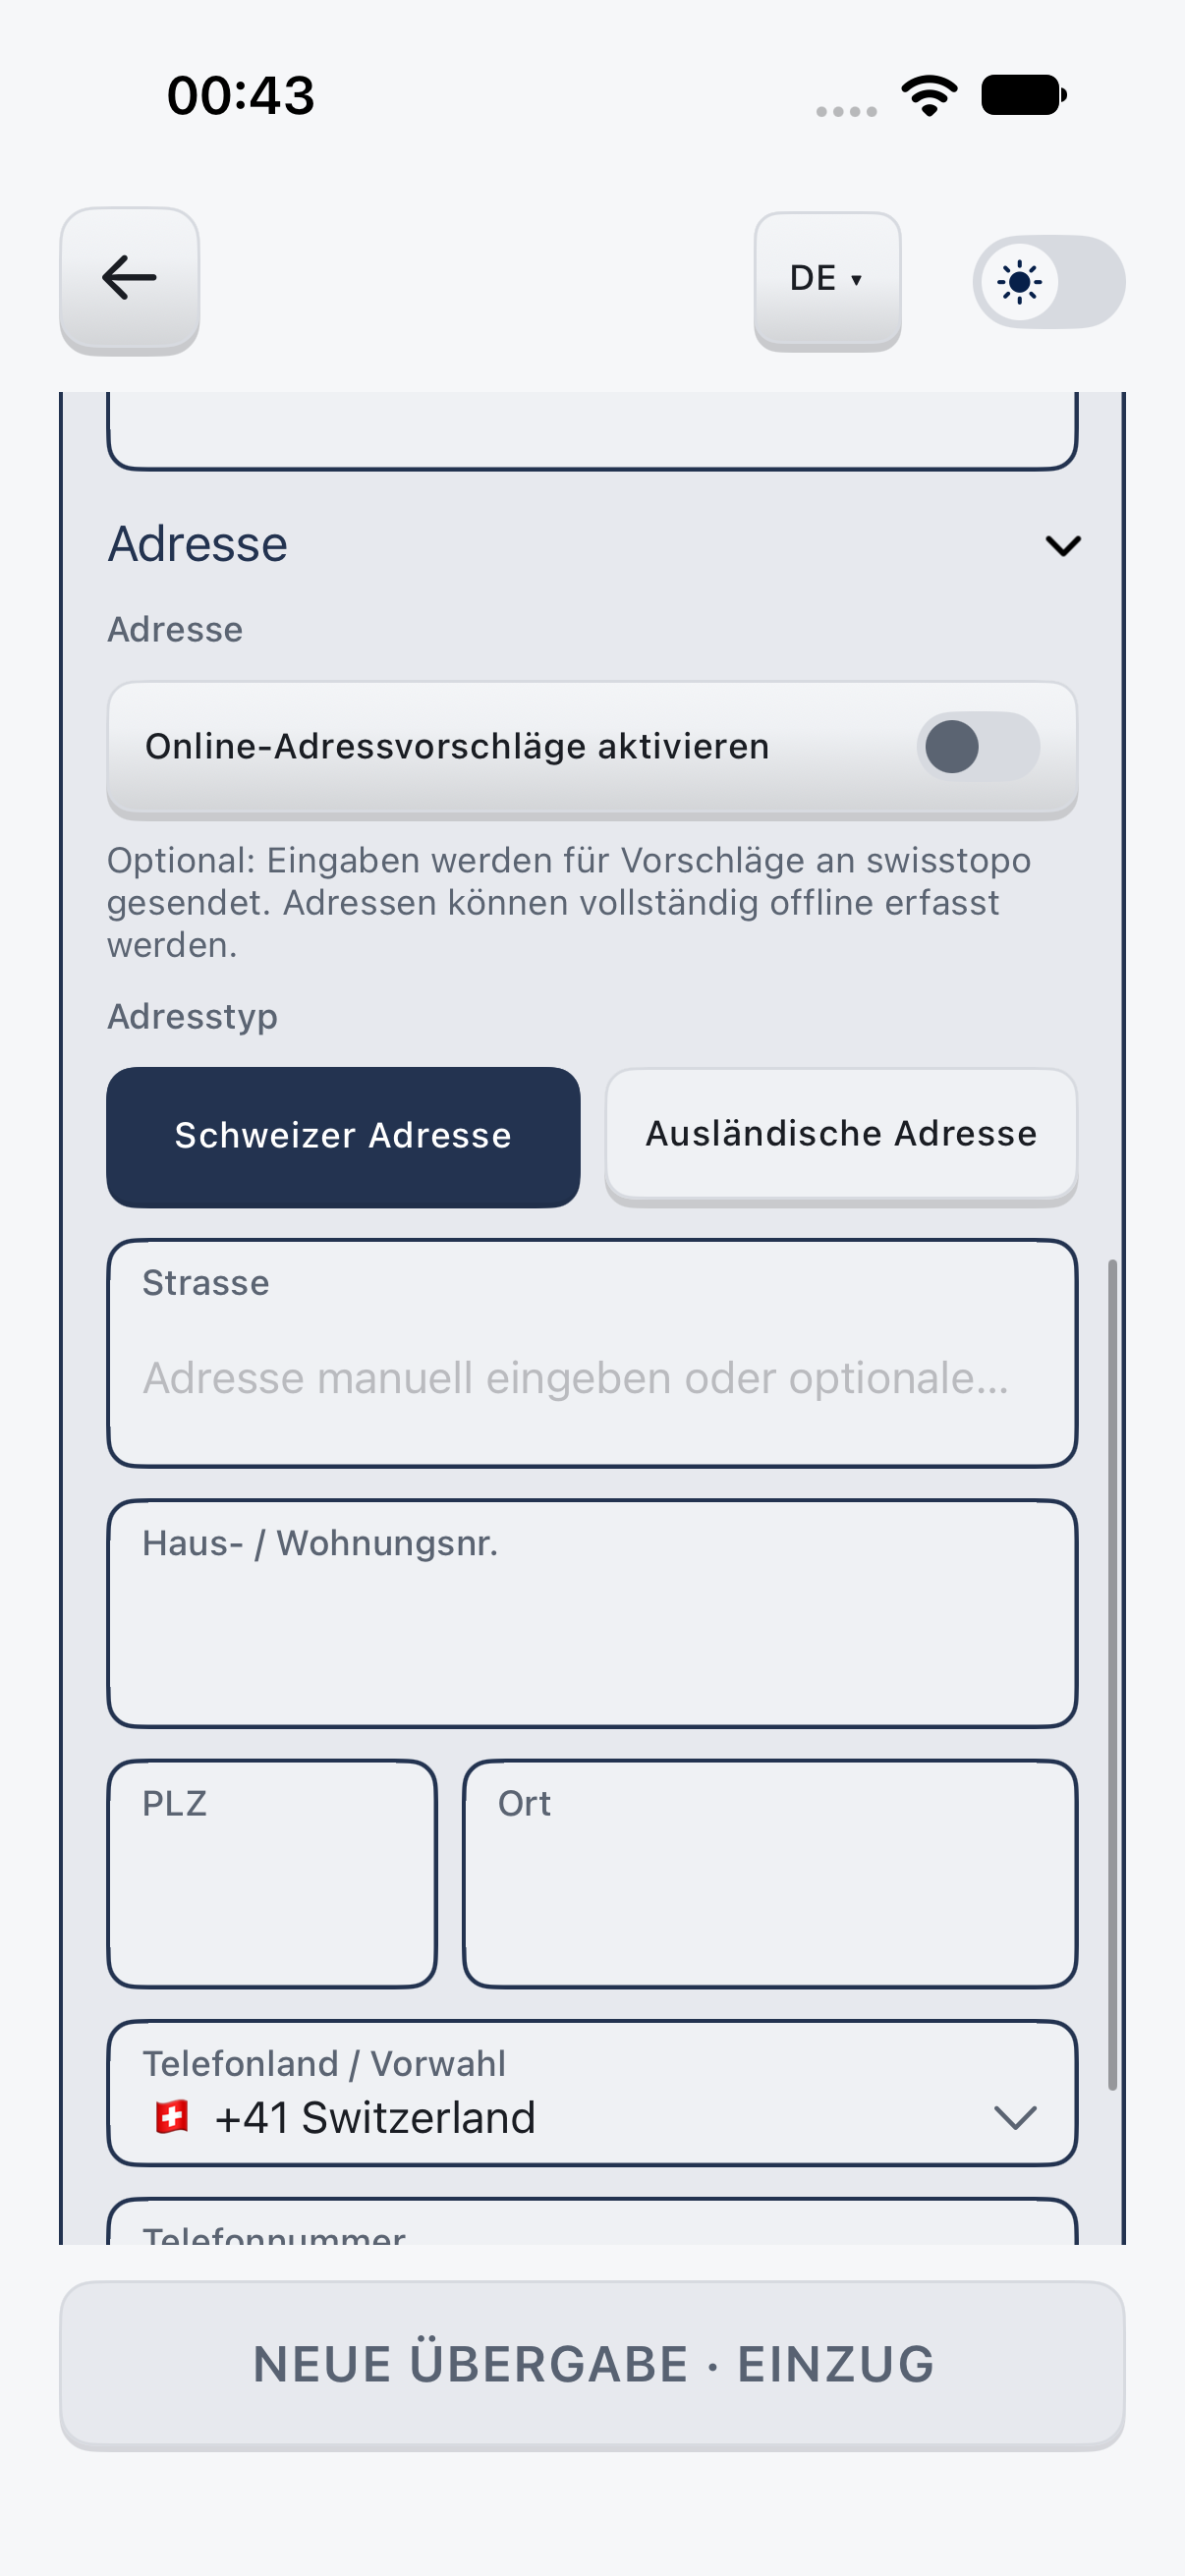 00:43
DE ▾
Adresse
Adresse
Online-Adressvorschläge aktivieren
Optional: Eingaben werden für Vorschläge an swisstopo
gesendet. Adressen können vollständig offline erfasst
werden.
Adresstyp
Schweizer Adresse
Ausländische Adresse
Strasse
Adresse manuell eingeben oder optionale...
Haus- / Wohnungsnr.
PLZ
Ort
Telefonland / Vorwahl
🇨🇭 +41 Switzerland
Telefonnummer
NEUE ÜBERGABE · EINZUG